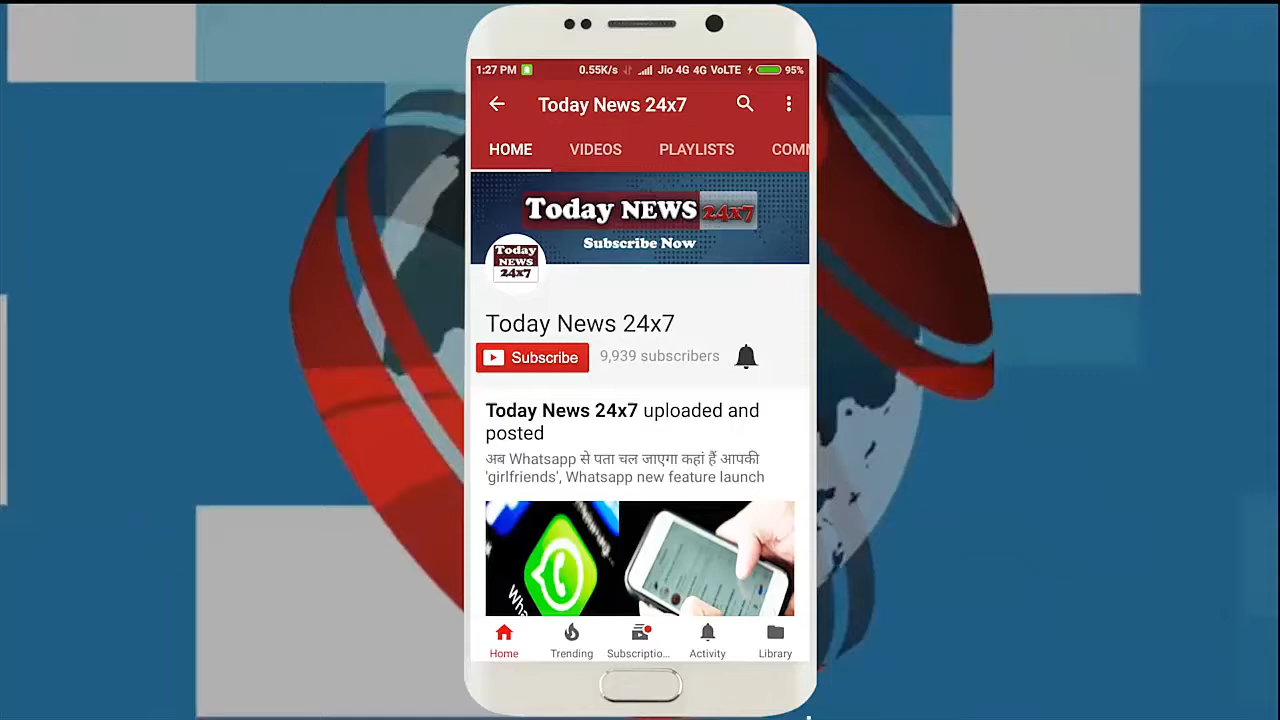 1:27 PM 0.55K/s Jio 4G 4G VoLTE 95%
Today News 24x7
HOME VIDEOS PLAYLISTS COMM
Today NEWS 24x7
Subscribe Now
Today
NEWS
24x7
Today News 24x7
Subscribe 9,939 subscribers
Today News 24x7 uploaded and
posted
अब Whatsapp से पता चल जाएगा कहां हैं आपकी
'girlfriends', Whatsapp new feature launch
Home Trending Subscriptio... Activity Library